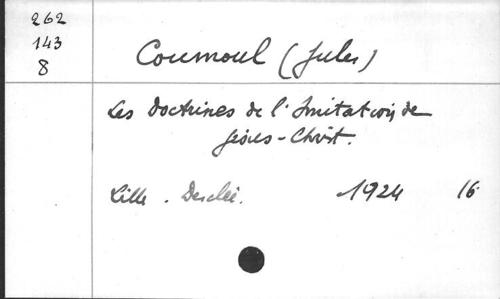 262
143
8
Coumoul (Jules)
Les Doctrines de l'Imitation de
Jésus-Christ.
Lille. Desclée. 1924 16